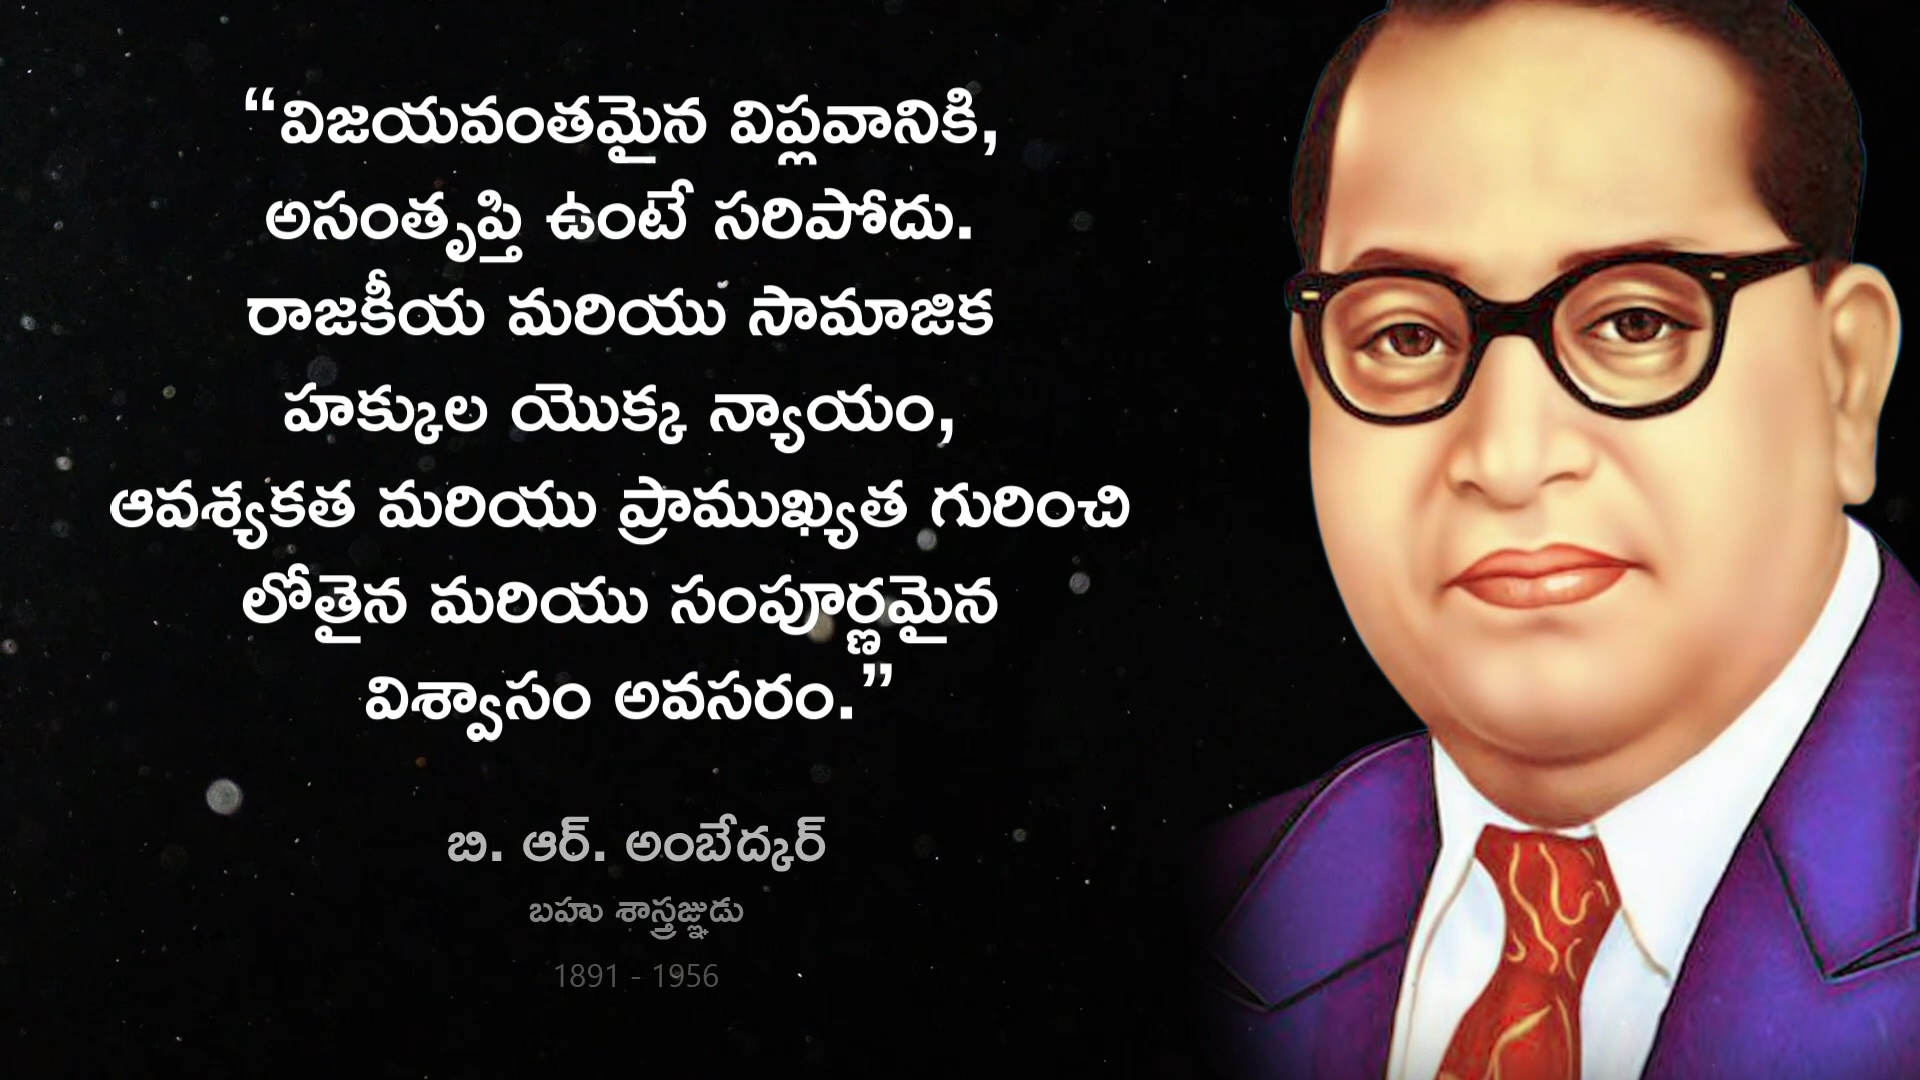 “విజయవంతమైన విప్లవానికి,
అసంతృప్తి ఉంటే సరిపోదు.
రాజకీయ మరియు సామాజిక
హక్కుల యొక్క న్యాయం,
ఆవశ్యకత మరియు ప్రాముఖ్యత గురించి
లోతైన మరియు సంపూర్ణమైన
విశ్వాసం అవసరం.”
బి. ఆర్. అంబేద్కర్
బహు శాస్త్రజ్ఞుడు
1891 - 1956